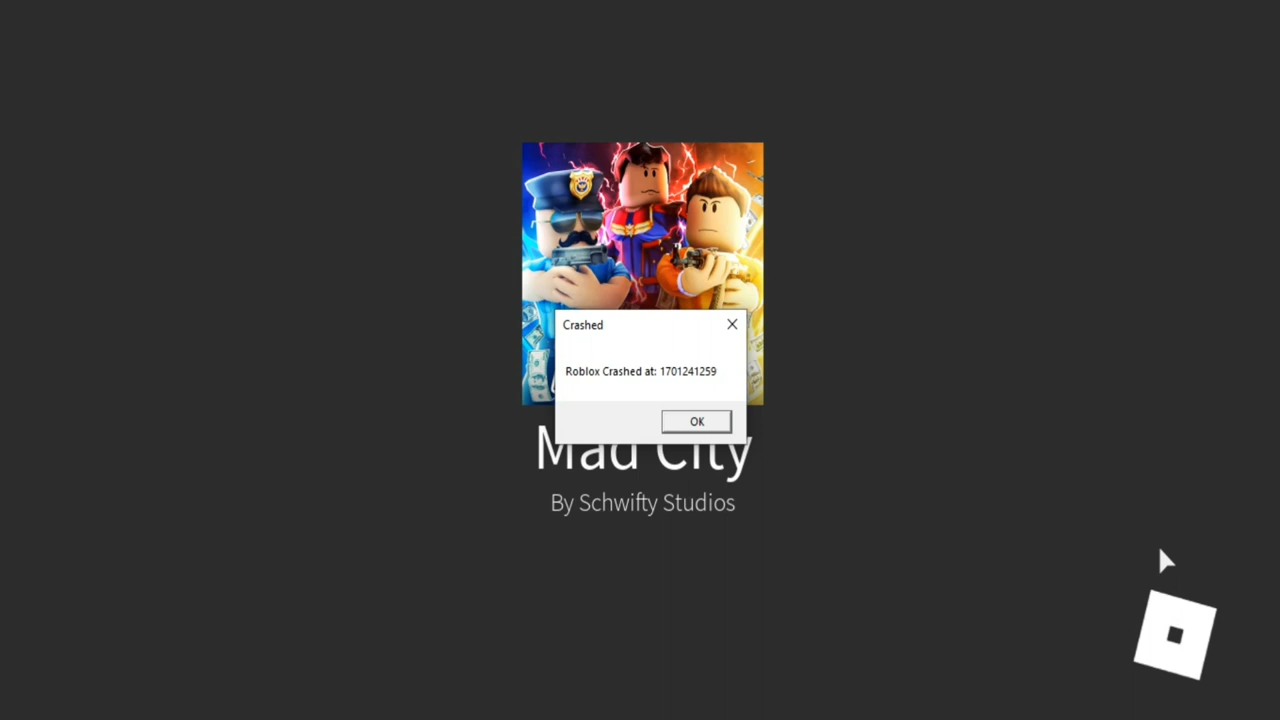 Crashed
Roblox Crashed at: 1701241259
OK
Mad City
By Schwifty Studios